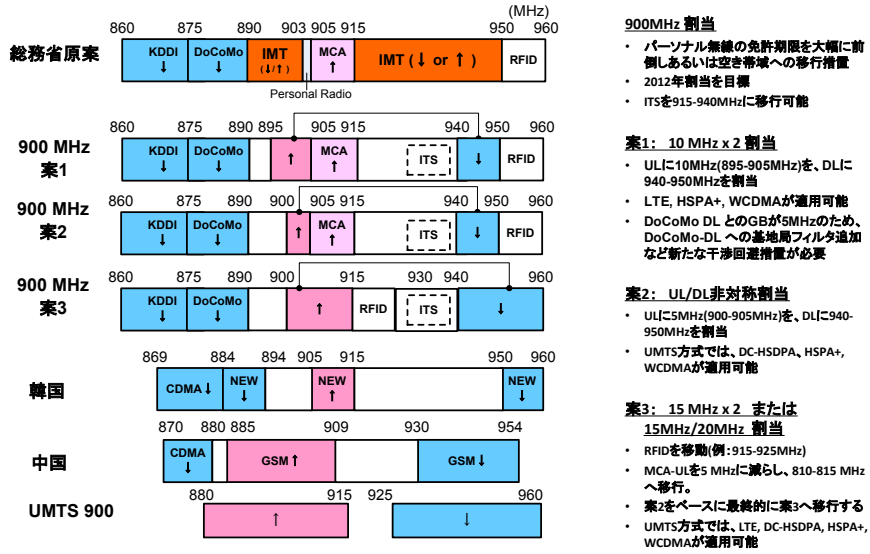 (MHz)
860 875 890 903 905 915 950 960
総務省原案
KDDI ↓ DoCoMo ↓ IMT (↓/↑) MCA ↑ IMT (↓ or ↑) RFID
Personal Radio
860 875 890 895 905 915 940 950 960
900 MHz
案1
KDDI ↓ DoCoMo ↓ ↑ MCA ↑ ITS ↓ RFID
860 875 890 900 905 915 940 950 960
900 MHz
案2
KDDI ↓ DoCoMo ↓ ↑ MCA ↑ ITS ↓ RFID
860 875 890 900 915 930 940 960
900 MHz
案3
KDDI ↓ DoCoMo ↓ ↑ RFID ITS ↓
869 884 894 905 915 950 960
韓国
CDMA ↓ NEW ↓ NEW ↑ NEW ↓
870 880 885 909 930 954
中国
CDMA ↓ GSM ↑ GSM ↓
880 915 925 960
UMTS 900
↑ ↓
900MHz 割当
• パーソナル無線の免許期限を大幅に前
倒しあるいは空き帯域への移行措置
• 2012年割当を目標
• ITSを915-940MHzに移行可能
案1: 10 MHz x 2 割当
• ULに10MHz(895-905MHz)を、DLに
940-950MHzを割当
• LTE, HSPA+, WCDMAが適用可能
• DoCoMo DL とのGBが5MHzのため、
DoCoMo-DL への基地局フィルタ追加
など新たな干渉回避措置が必要
案2: UL/DL非対称割当
• ULに5MHz(900-905MHz)を、DLに940-
950MHzを割当
• UMTS方式では、DC-HSDPA、HSPA+,
WCDMAが適用可能
案3: 15 MHz x 2 または
15MHz/20MHz 割当
• RFIDを移動(例:915-925MHz)
• MCA-ULを5 MHzに減らし、810-815 MHz
へ移行。
• 案2をベースに最終的に案3へ移行する
• UMTS方式では、LTE, DC-HSDPA, HSPA+,
WCDMAが適用可能